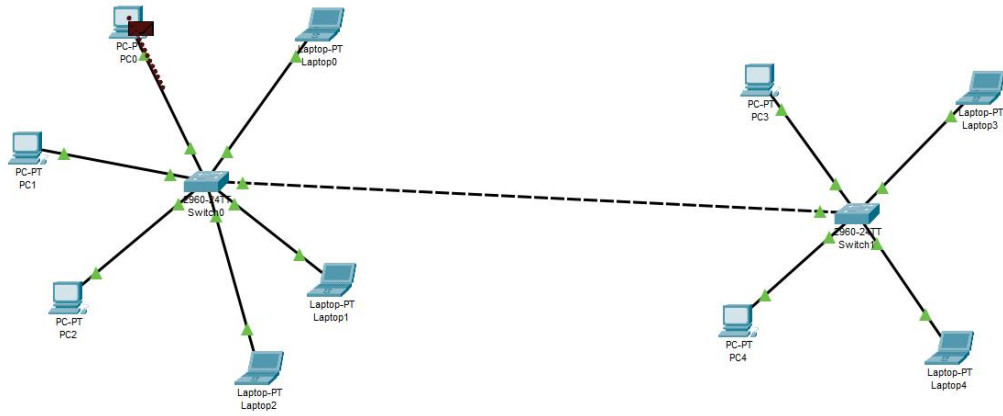 PC-PT
PC0
Laptop-PT
Laptop0
PC-PT
PC1
2960-24TT
Switch0
PC-PT
PC2
Laptop-PT
Laptop1
Laptop-PT
Laptop2
PC-PT
PC3
Laptop-PT
Laptop3
2960-24TT
Switch1
PC-PT
PC4
Laptop-PT
Laptop4